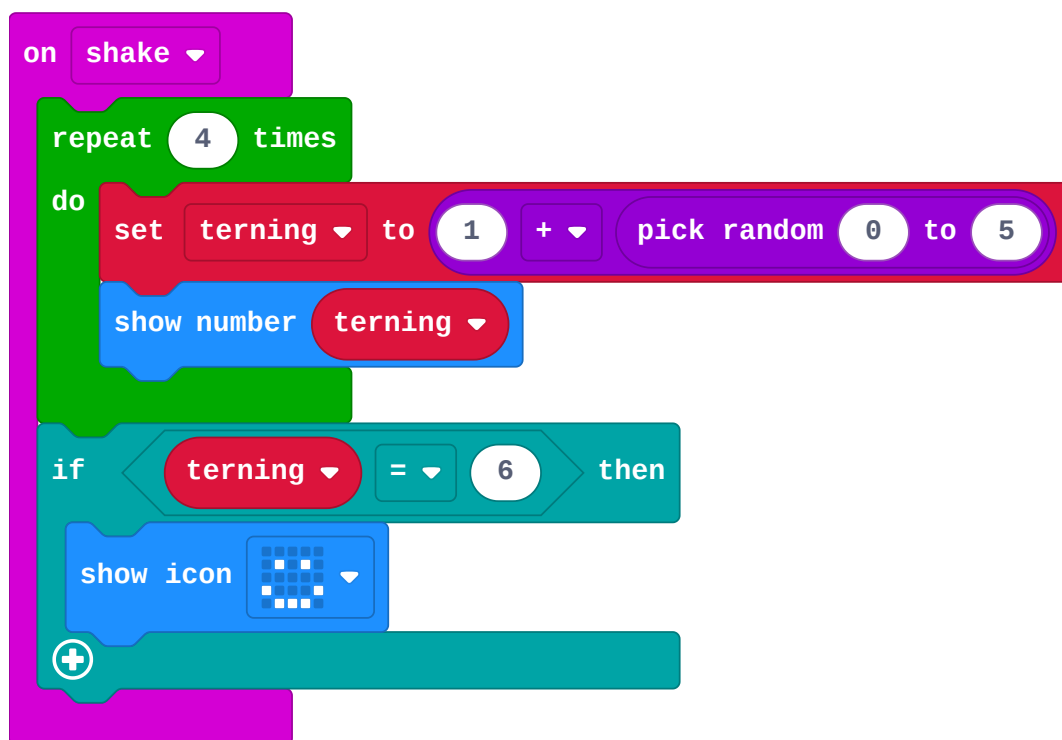 on shake
repeat 4 times
do
set terning to 1 + pick random 0 to 5
show number terning
if terning = 6 then
show icon